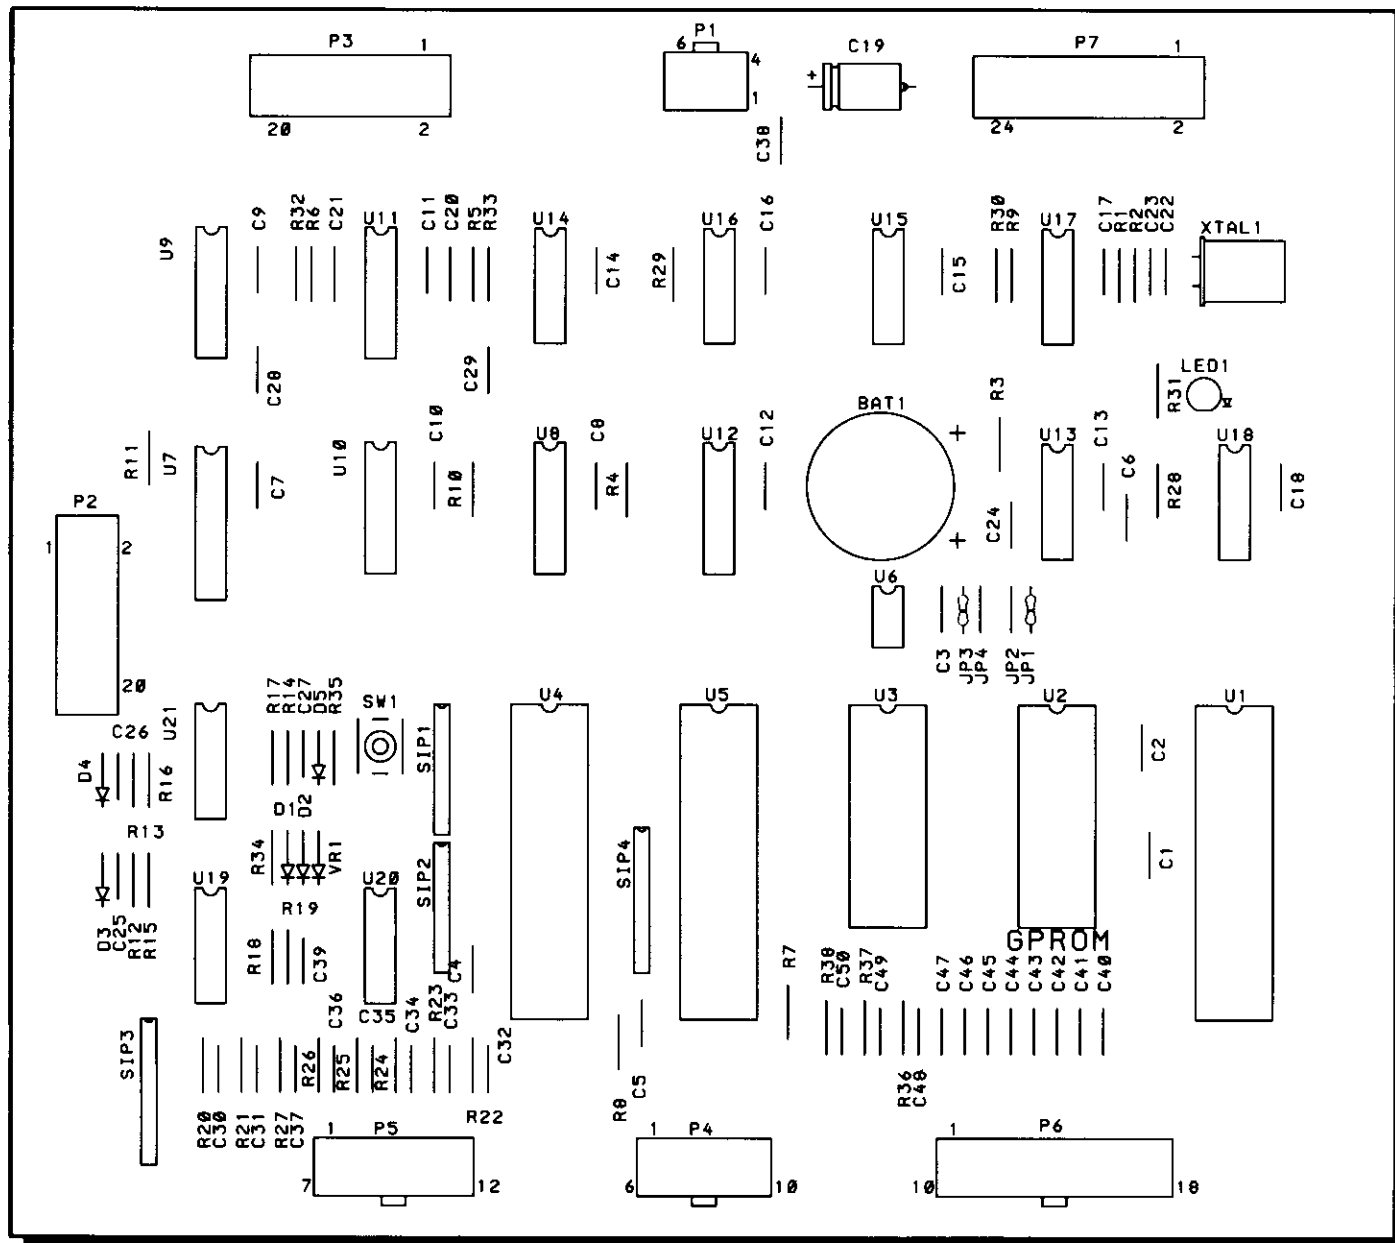 P3
1
20
2
P1
6
4
1
C19
+
P7
1
24
2
C38
U9
C9
R32
R6
C21
U11
C11
C20
R5
R33
U14
C14
R29
U16
C16
U15
C15
R30
R9
U17
C17
R1
R2
C23
C22
XTAL1
C28
C29
R3
R31
LED1
R11
U7
C7
U10
C10
R10
U8
C8
R4
U12
C12
BAT1
+
+
C24
U13
C13
C6
R28
U18
C18
P2
1
2
20
U6
C3
JP3
JP4
JP2
JP1
C26
D4
R16
R13
U21
R17
R14
C27
D5
R35
SW1
SIP1
U4
U5
U3
U2
U1
C2
C1
D1
D2
R34
VR1
U19
U20
SIP2
SIP4
D3
C25
R12
R15
R18
R19
C39
C4
GPROM
R7
R38
C50
R37
C49
C47
C46
C45
C44
C43
C42
C41
C40
SIP3
C36
C35
C34
R23
C33
C32
R26
R25
R24
R22
R20
C30
R21
C31
R27
C37
R8
C5
R36
C48
1
P5
7
12
1
P4
6
10
1
P6
10
18